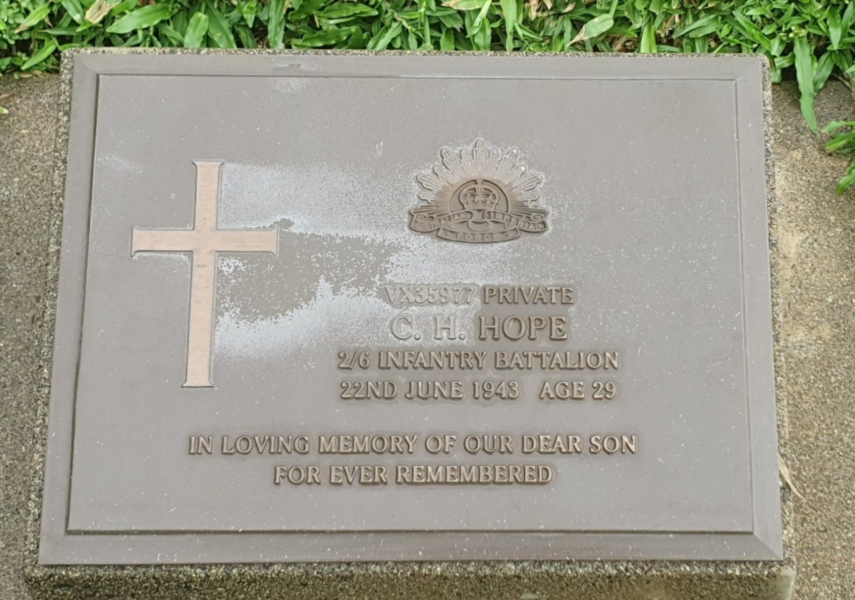 VX35977 PRIVATE
C. H. HOPE
2/6 INFANTRY BATTALION
22ND JUNE 1943 AGE 29
IN LOVING MEMORY OF OUR DEAR SON
FOR EVER REMEMBERED